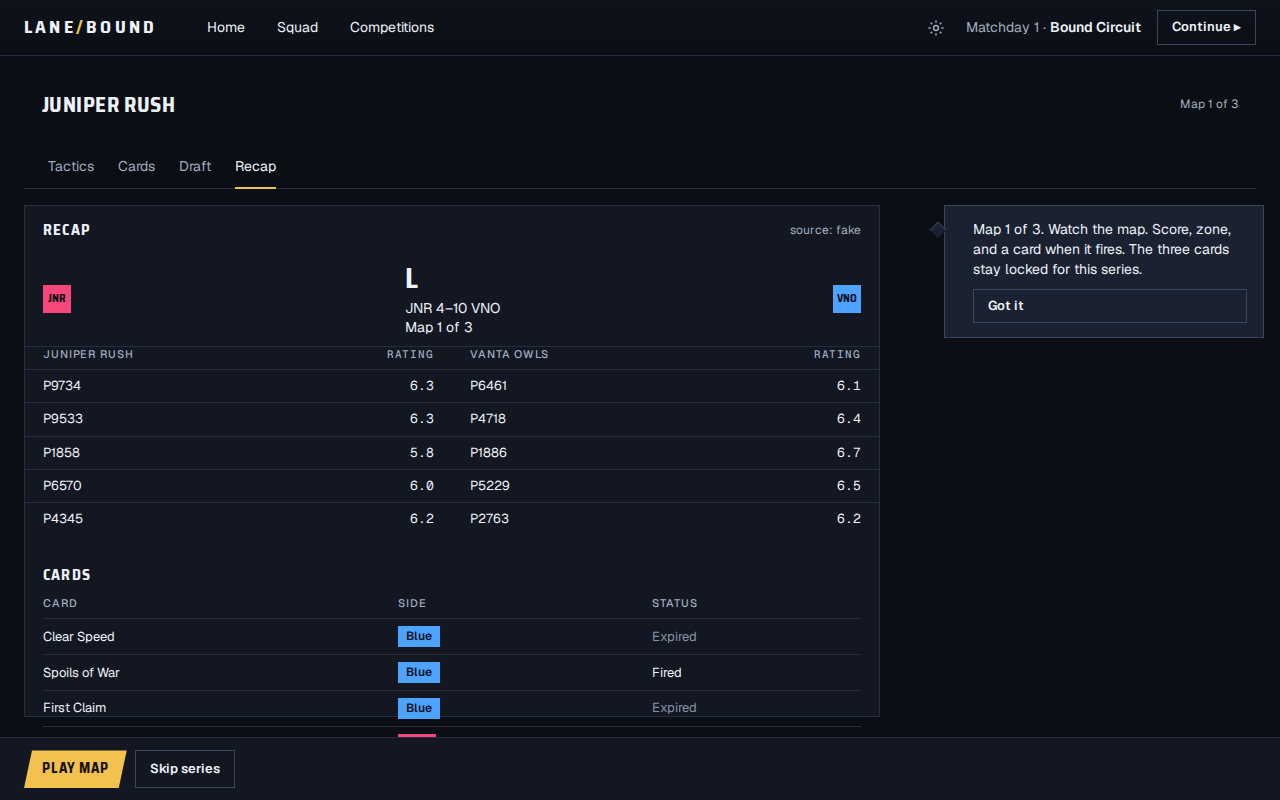 LANE/BOUND
Home Squad Competitions
Matchday 1 · Bound Circuit
Continue ▸
JUNIPER RUSH
Map 1 of 3
Tactics Cards Draft Recap
RECAP
source: fake
JNR
L
JNR 4–10 VNO
Map 1 of 3
VNO
JUNIPER RUSH RATING VANTA OWLS RATING
P9734 6.3 P6461 6.1
P9533 6.3 P4718 6.4
P1858 5.8 P1886 6.7
P6570 6.0 P5229 6.5
P4345 6.2 P2763 6.2
CARDS
CARD SIDE STATUS
Clear Speed Blue Expired
Spoils of War Blue Fired
First Claim Blue Expired
Map 1 of 3. Watch the map. Score, zone,
and a card when it fires. The three cards
stay locked for this series.
Got it
PLAY MAP
Skip series